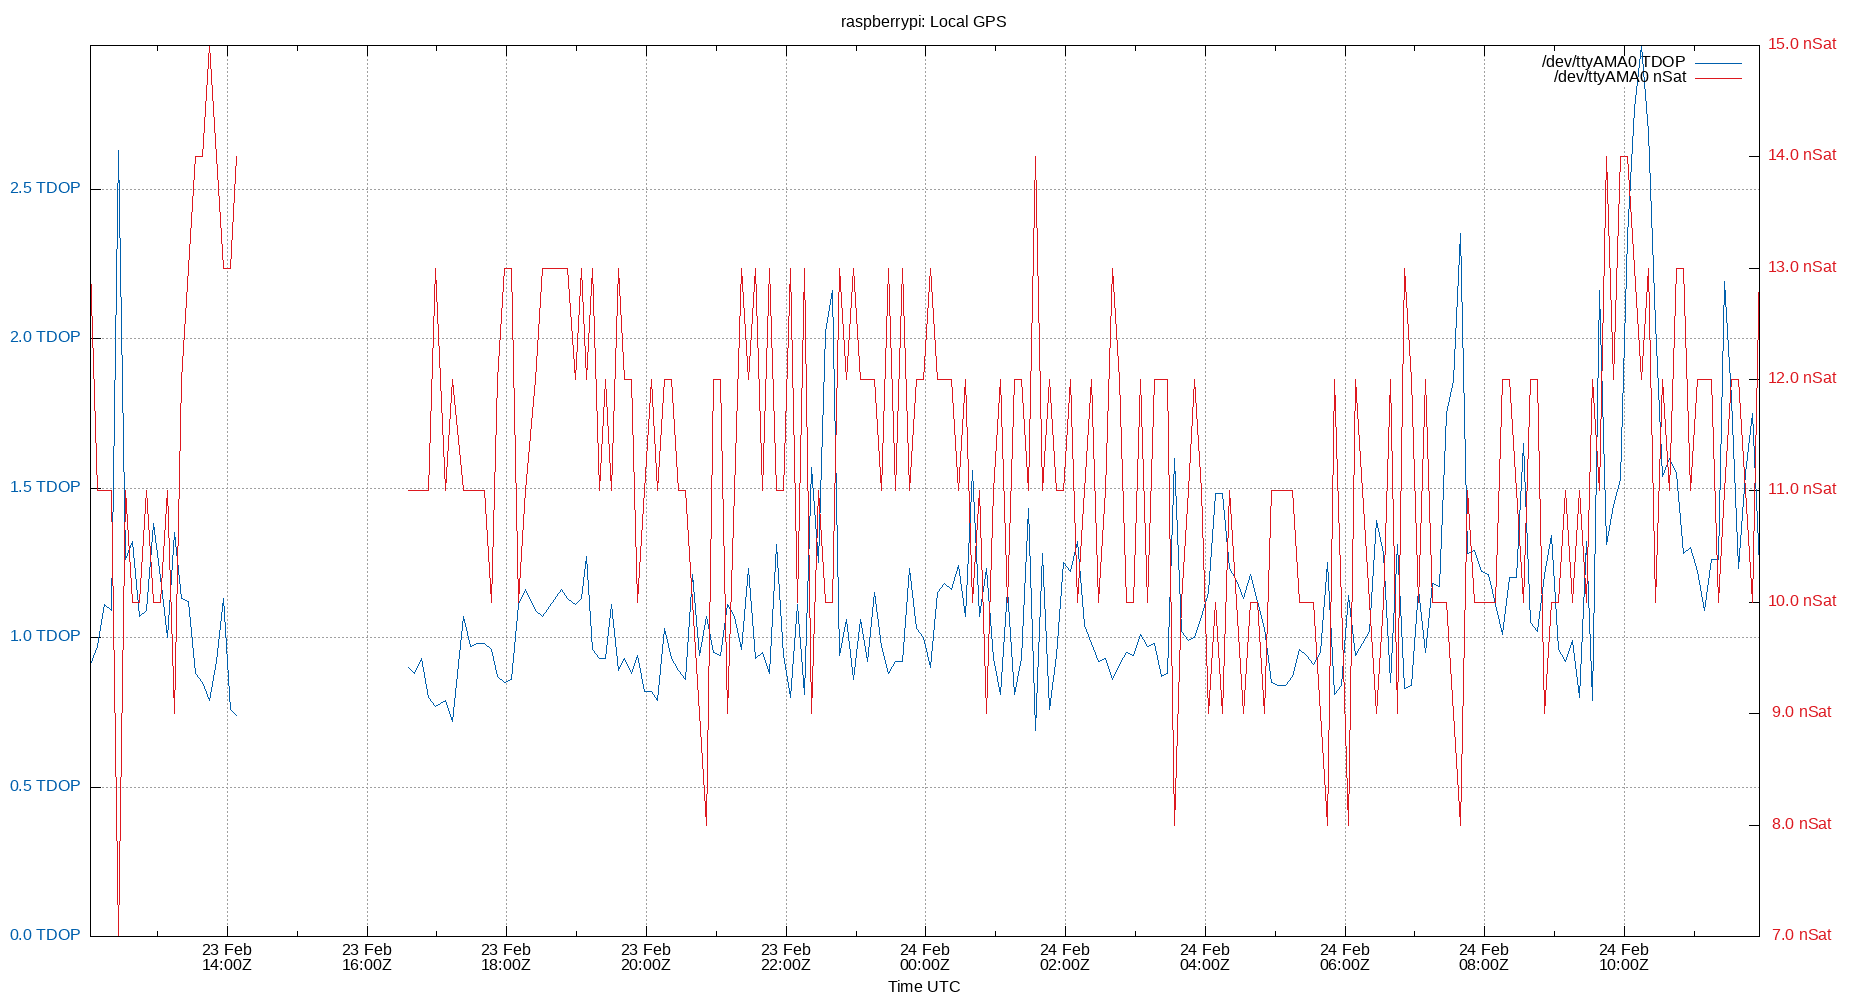 raspberrypi: Local GPS
15.0 nSat
/dev/ttyAMA0 TDOP
/dev/ttyAMA0 nSat
14.0 nSat
2.5 TDOP
13.0 nSat
2.0 TDOP
12.0 nSat
1.5 TDOP
11.0 nSat
10.0 nSat
1.0 TDOP
9.0 nSat
0.5 TDOP
8.0 nSat
0.0 TDOP
7.0 nSat
23 Feb
14:00Z
23 Feb
16:00Z
23 Feb
18:00Z
23 Feb
20:00Z
23 Feb
22:00Z
24 Feb
00:00Z
24 Feb
02:00Z
24 Feb
04:00Z
24 Feb
06:00Z
24 Feb
08:00Z
24 Feb
10:00Z
Time UTC